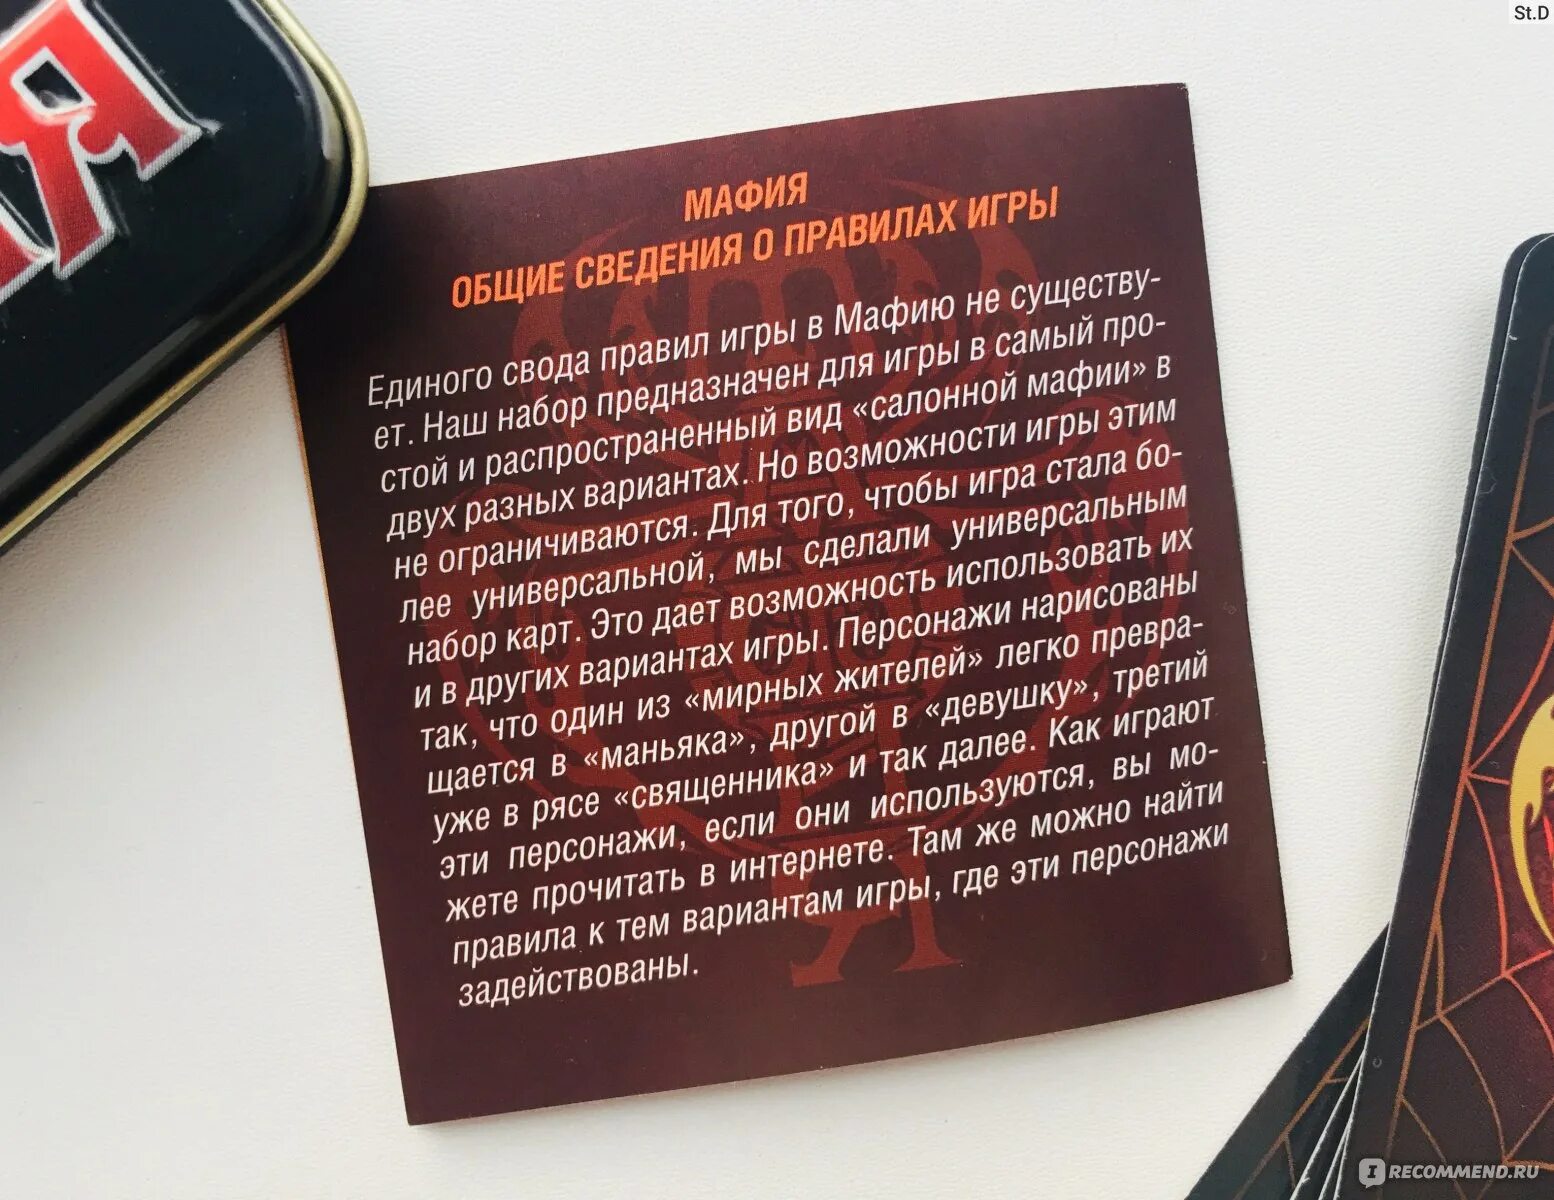 St.D
Я
МАФИЯ
ОБЩИЕ СВЕДЕНИЯ О ПРАВИЛАХ ИГРЫ
Единого свода правил игры в Мафию не существу-
ет. Наш набор предназначен для игры в самый про-
стой и распространенный вид «салонной мафии» в
двух разных вариантах. Но возможности игры этим
не ограничиваются. Для того, чтобы игра стала бо-
лее универсальной, мы сделали универсальным
набор карт. Это дает возможность использовать их
и в других вариантах игры. Персонажи нарисованы
так, что один из «мирных жителей» легко превра-
щается в «маньяка», другой в «девушку», третий
уже в рясе «священника» и так далее. Как играют
эти персонажи, если они используются, вы мо-
жете прочитать в интернете. Там же можно найти
правила к тем вариантам игры, где эти персонажи
задействованы.
IRECOMMEND.RU